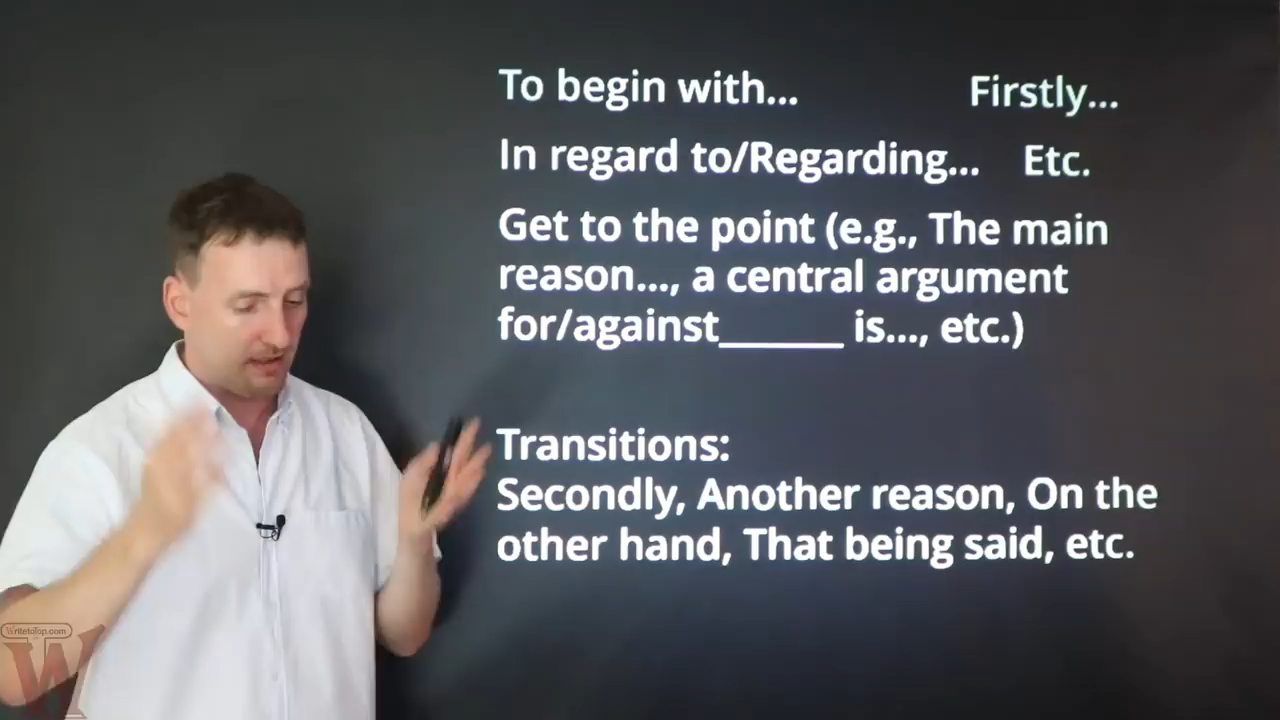 To begin with... Firstly...
In regard to/Regarding... Etc.
Get to the point (e.g., The main
reason..., a central argument
for/against______ is..., etc.)
Transitions:
Secondly, Another reason, On the
other hand, That being said, etc.
WritetoTop.com
W